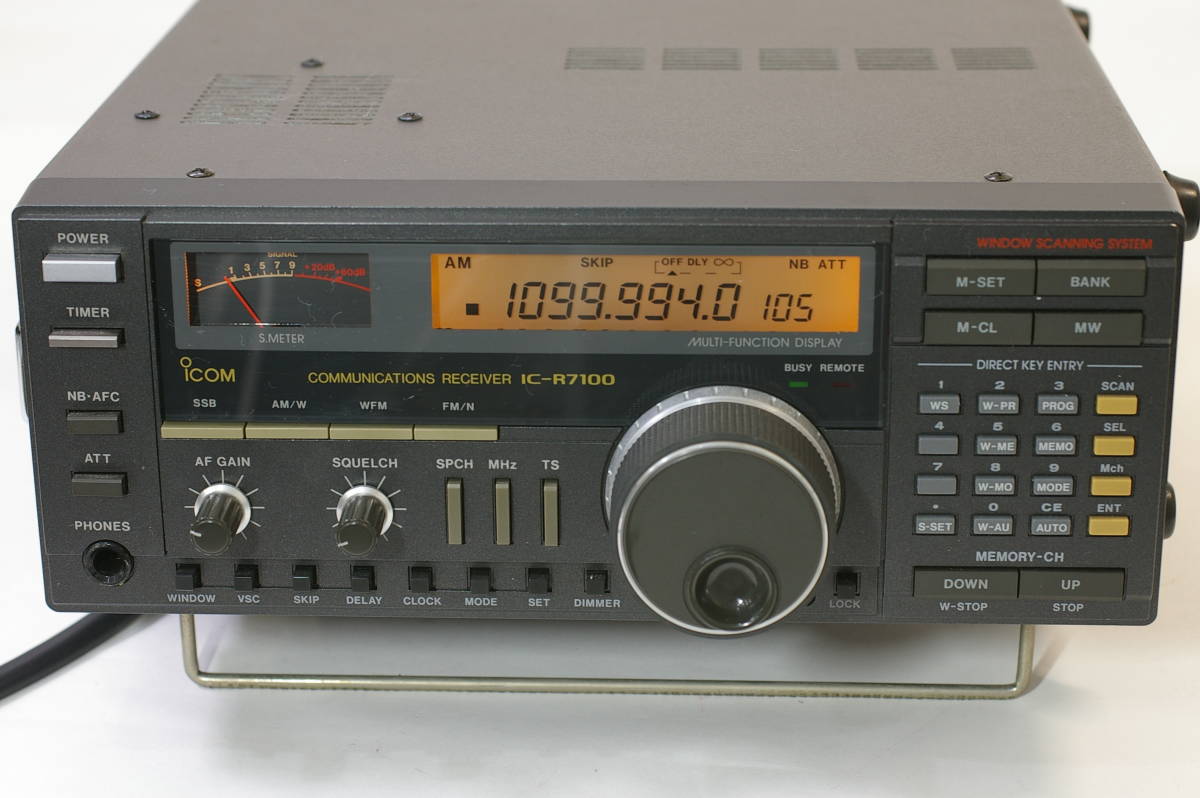 POWER
TIMER
NB·AFC
ATT
PHONES
SIGNAL
S 1 3 5 7 9 +20dB +60dB
S.METER
AM SKIP OFF DLY ∞ NB ATT
1099.994.0 105
MULTI-FUNCTION DISPLAY
ICOM
COMMUNICATIONS RECEIVER IC-R7100
BUSY REMOTE
SSB AM/W WFM FM/N
AF GAIN SQUELCH SPCH MHz TS
WINDOW VSC SKIP DELAY CLOCK MODE SET DIMMER LOCK
WINDOW SCANNING SYSTEM
M-SET BANK
M-CL MW
DIRECT KEY ENTRY
1 2 3 SCAN
WS W-PR PROG
4 5 6 SEL
W-ME MEMO
7 8 9 Mch
W-MO MODE
• 0 CE ENT
S-SET W-AU AUTO
MEMORY-CH
DOWN UP
W-STOP STOP